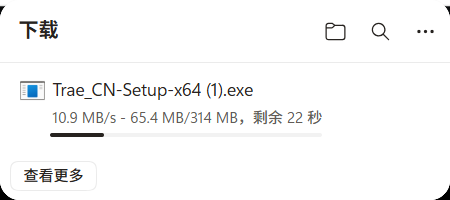 下载
Trae_CN-Setup-x64 (1).exe
10.9 MB/s - 65.4 MB/314 MB，剩余 22 秒
查看更多